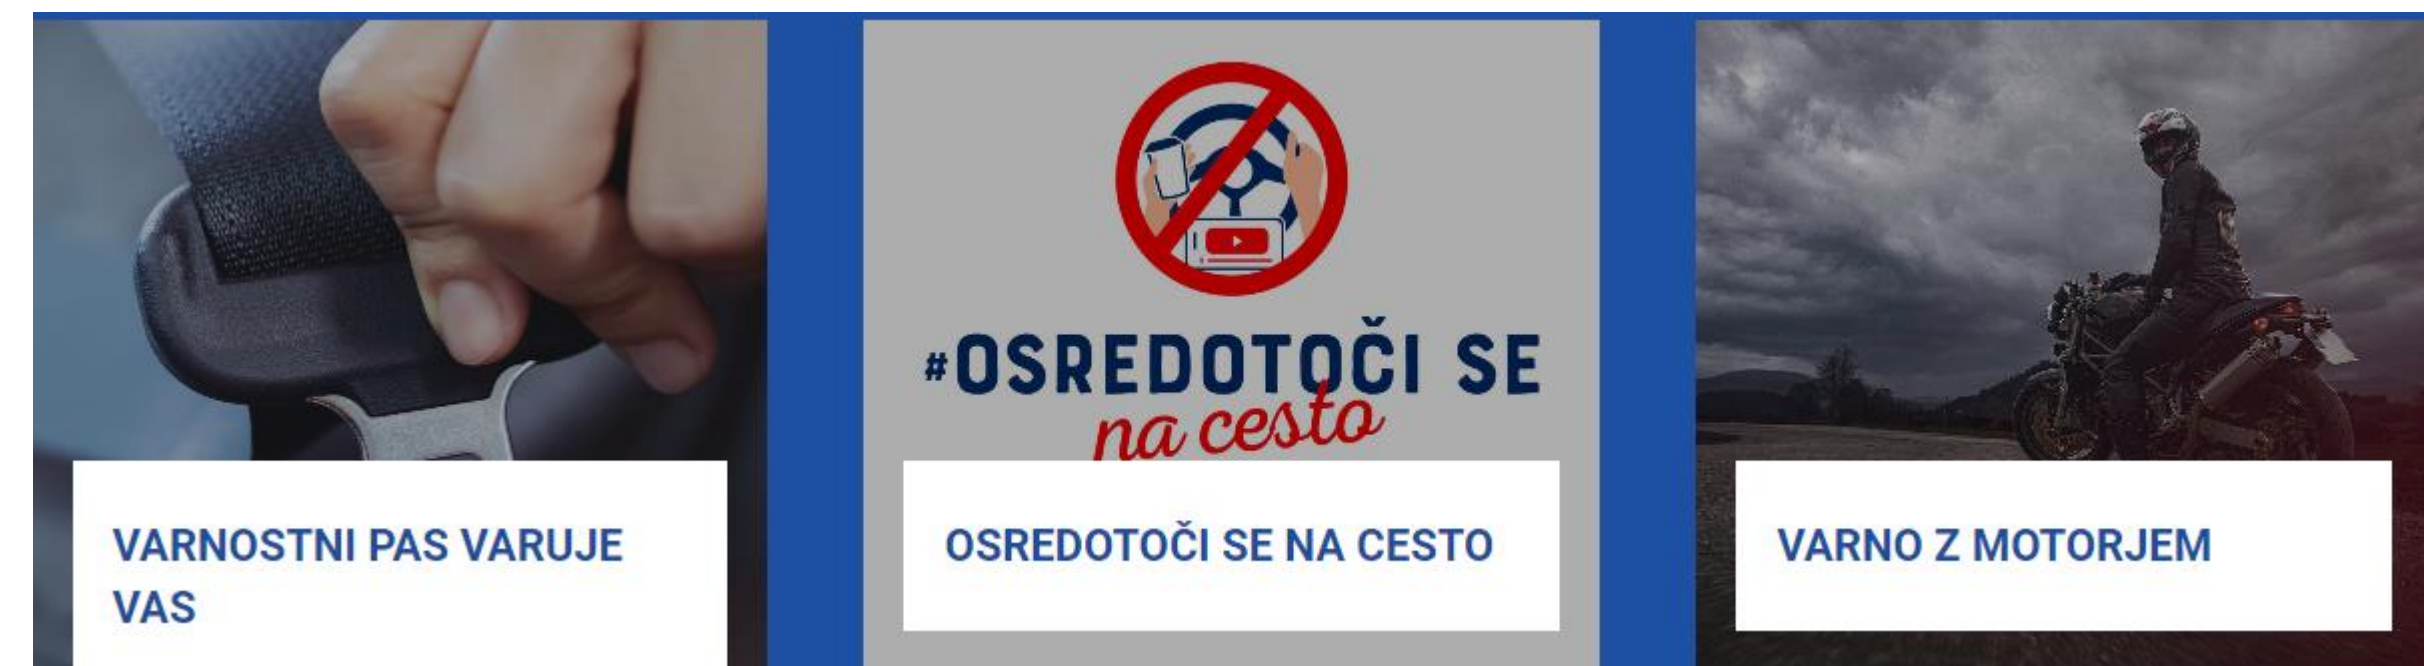 VARNOSTNI PAS VARUJE
VAS
#OSREDOTOČI SE
na cesto
OSREDOTOČI SE NA CESTO
VARNO Z MOTORJEM